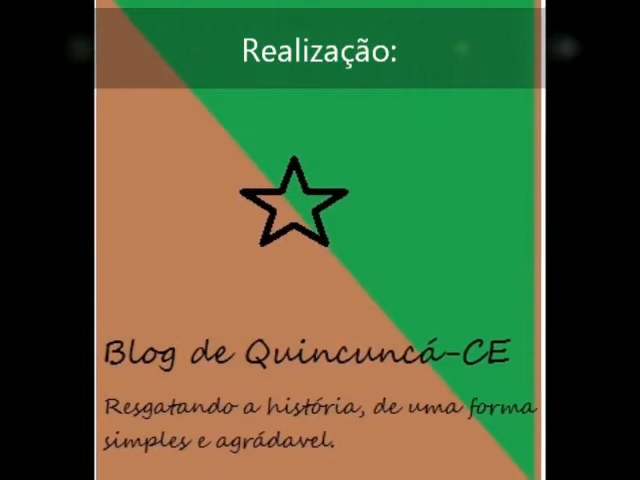 Realização:
Blog de Quincuncá-CE
Resgatando a história, de uma forma
simples e agrádavel.